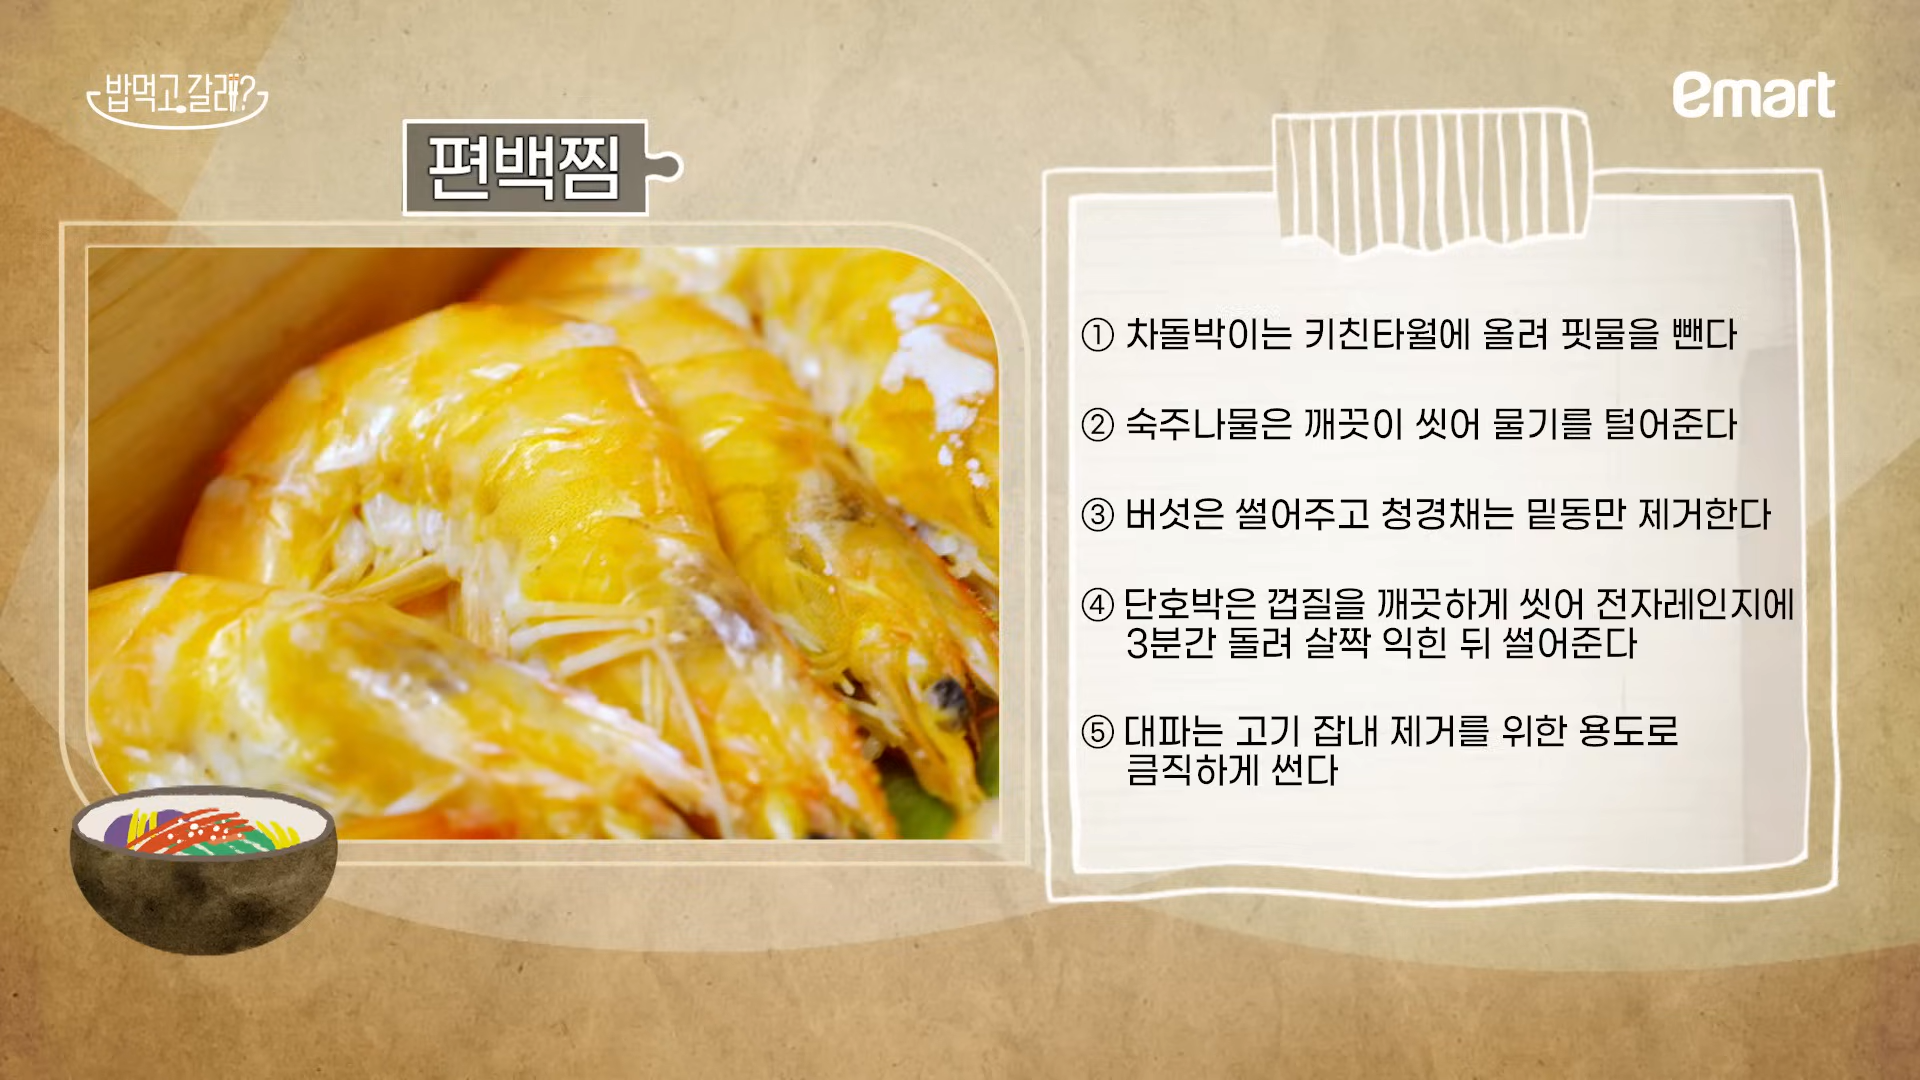 밥먹고 갈래?
emart
편백찜
① 차돌박이는 키친타월에 올려 핏물을 뺀다
② 숙주나물은 깨끗이 씻어 물기를 털어준다
③ 버섯은 썰어주고 청경채는 밑동만 제거한다
④ 단호박은 껍질을 깨끗하게 씻어 전자레인지에
3분간 돌려 살짝 익힌 뒤 썰어준다
⑤ 대파는 고기 잡내 제거를 위한 용도로
큼직하게 썬다